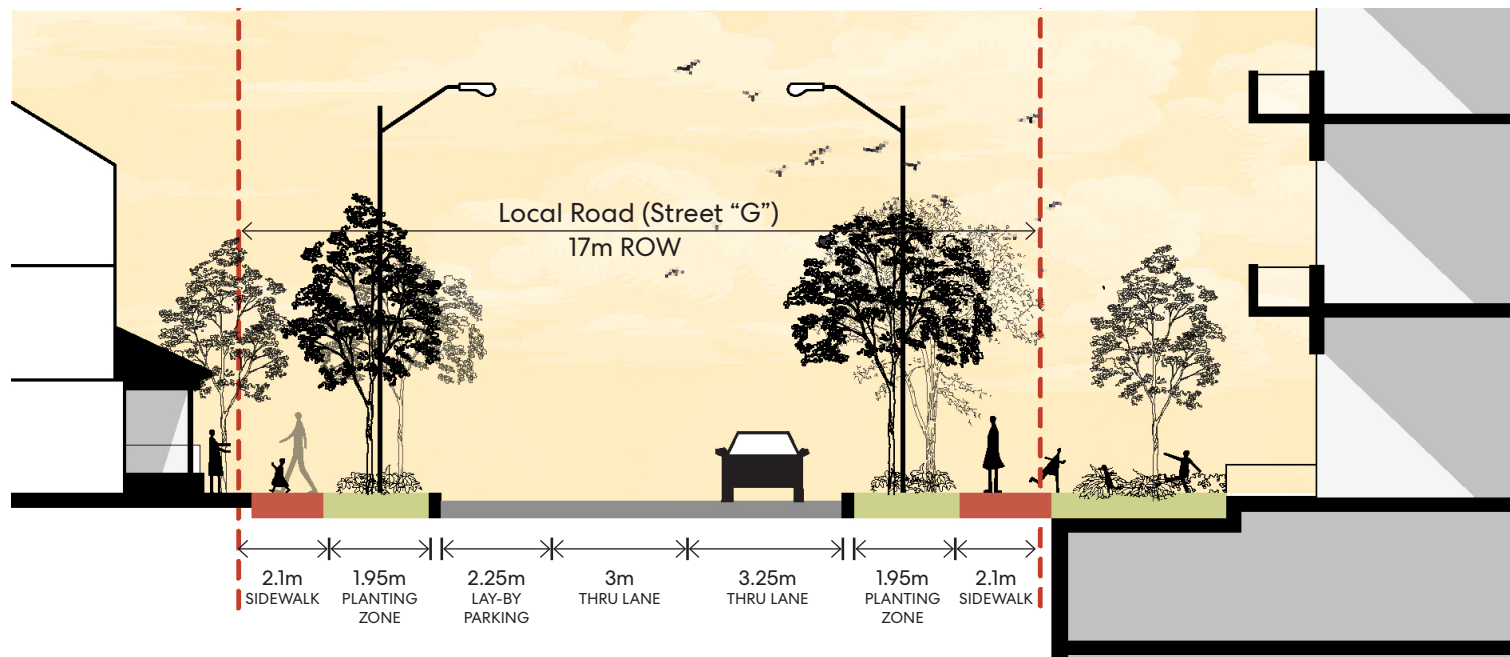 Local Road (Street “G”)
17m ROW
2.1m
SIDEWALK
1.95m
PLANTING
ZONE
2.25m
LAY-BY
PARKING
3m
THRU LANE
3.25m
THRU LANE
1.95m
PLANTING
ZONE
2.1m
SIDEWALK